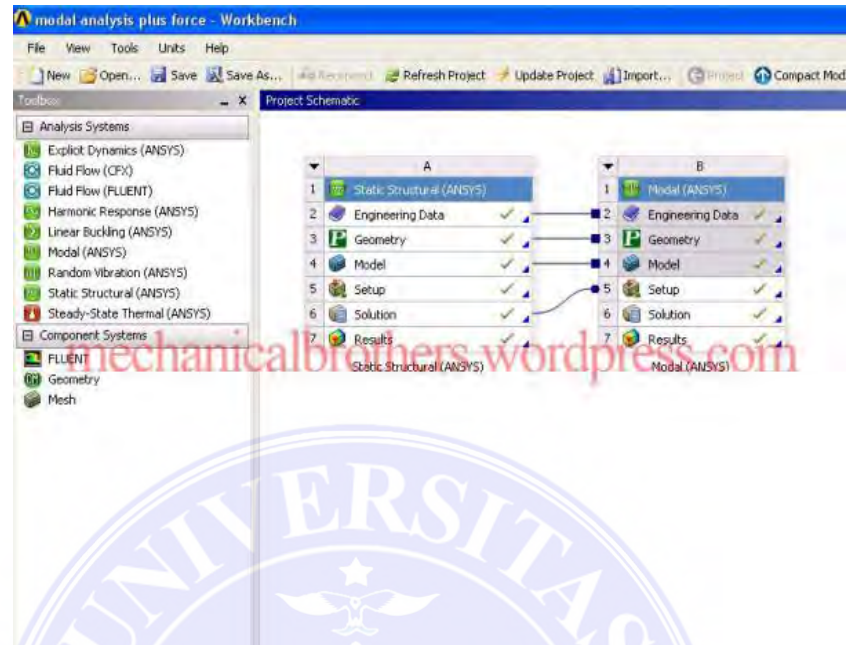 modal analysis plus force - Workbench
File View Tools Units Help
New Open... Save Save As... Reconnect Refresh Project Update Project Import... Project Compact Mod
Toolbox
Project Schematic
Analysis Systems
Explicit Dynamics (ANSYS)
Fluid Flow (CFX)
Fluid Flow (FLUENT)
Harmonic Response (ANSYS)
Linear Buckling (ANSYS)
Modal (ANSYS)
Random Vibration (ANSYS)
Static Structural (ANSYS)
Steady-State Thermal (ANSYS)
Component Systems
FLUENT
Geometry
Mesh
A
1 Static Structural (ANSYS)
2 Engineering Data
3 Geometry
4 Model
5 Setup
6 Solution
7 Results
Static Structural (ANSYS)
B
1 Modal (ANSYS)
2 Engineering Data
3 Geometry
4 Model
5 Setup
6 Solution
7 Results
Modal (ANSYS)
mechanicalbrothers.wordpress.com
UNIVERSITAS